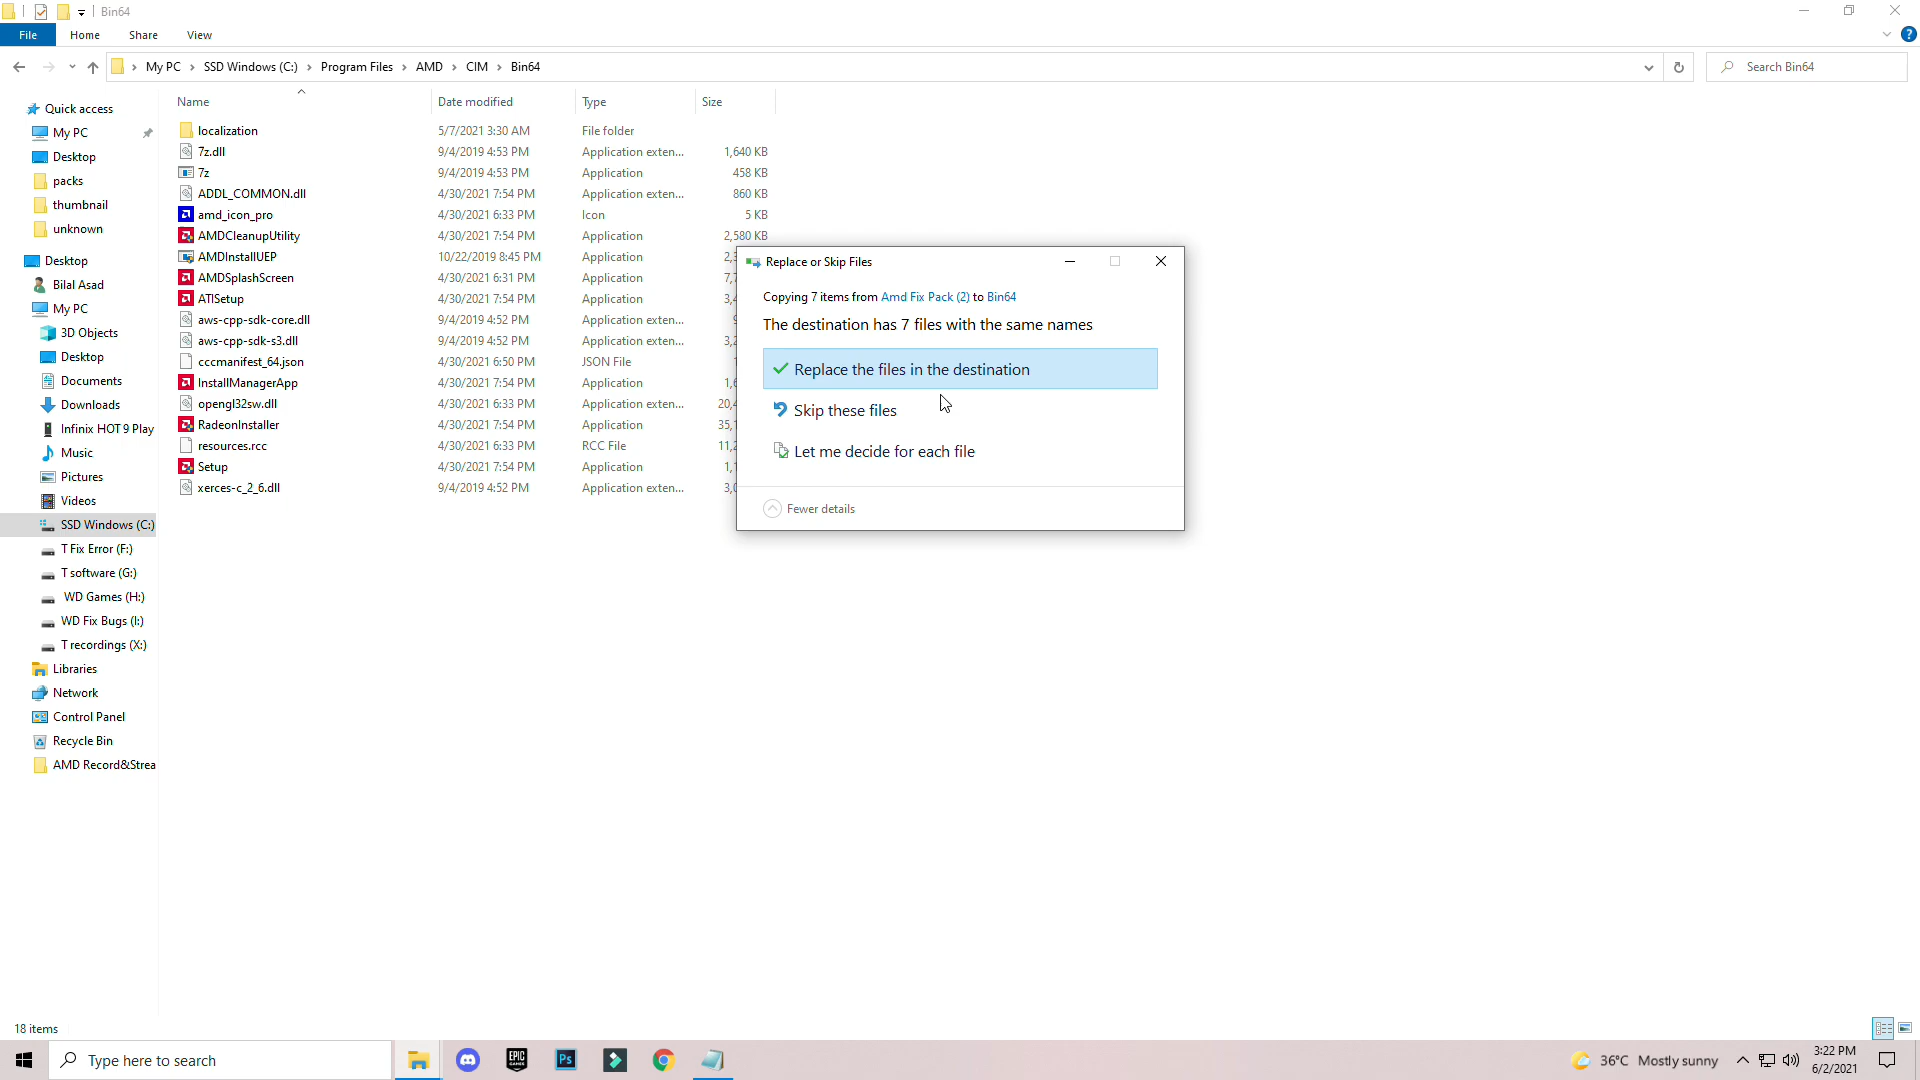 Bin64
File Home Share View
My PC SSD Windows (C:) Program Files AMD CIM Bin64
Search Bin64
Name Date modified Type Size
localization 5/7/2021 3:30 AM File folder
7z.dll 9/4/2019 4:53 PM Application exten... 1,640 KB
7z 9/4/2019 4:53 PM Application 458 KB
ADDL_COMMON.dll 4/30/2021 7:54 PM Application exten... 860 KB
amd_icon_pro 4/30/2021 6:33 PM Icon 5 KB
AMDCleanupUtility 4/30/2021 7:54 PM Application 2,580 KB
AMDInstallUEP 10/22/2019 8:45 PM Application
AMDSplashScreen 4/30/2021 6:31 PM Application
ATISetup 4/30/2021 7:54 PM Application
aws-cpp-sdk-core.dll 9/4/2019 4:52 PM Application exten...
aws-cpp-sdk-s3.dll 9/4/2019 4:52 PM Application exten...
cccmanifest_64.json 4/30/2021 6:50 PM JSON File
InstallManagerApp 4/30/2021 7:54 PM Application
opengl32sw.dll 4/30/2021 6:33 PM Application exten...
RadeonInstaller 4/30/2021 7:54 PM Application
resources.rcc 4/30/2021 6:33 PM RCC File
Setup 4/30/2021 7:54 PM Application
xerces-c_2_6.dll 9/4/2019 4:52 PM Application exten...
Quick access
My PC
Desktop
packs
thumbnail
unknown
Desktop
Bilal Asad
My PC
3D Objects
Desktop
Documents
Downloads
Infinix HOT 9 Play
Music
Pictures
Videos
SSD Windows (C:)
T Fix Error (F:)
T software (G:)
WD Games (H:)
WD Fix Bugs (I:)
T recordings (X:)
Libraries
Network
Control Panel
Recycle Bin
AMD Record&Strea
Replace or Skip Files
Copying 7 items from Amd Fix Pack (2) to Bin64
The destination has 7 files with the same names
Replace the files in the destination
Skip these files
Let me decide for each file
Fewer details
18 items
Type here to search
EPIC GAMES
Ps
36°C Mostly sunny
3:22 PM
6/2/2021